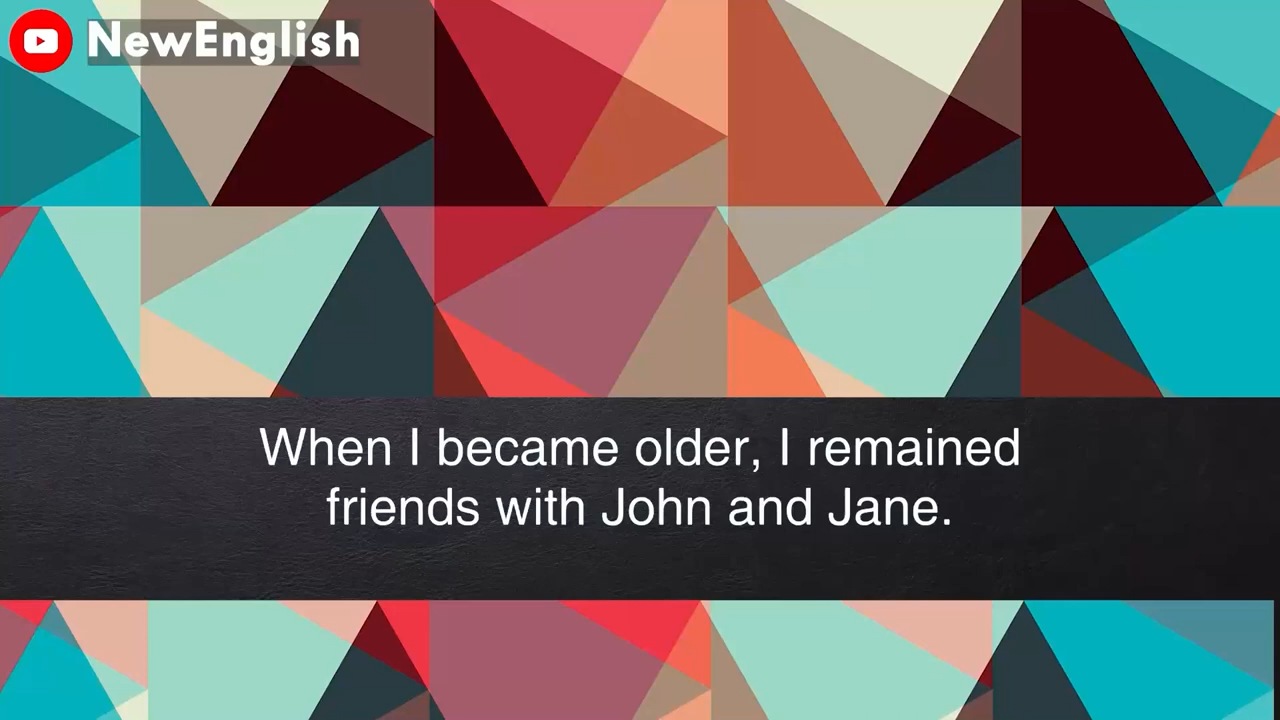 NewEnglish
When I became older, I remained
friends with John and Jane.